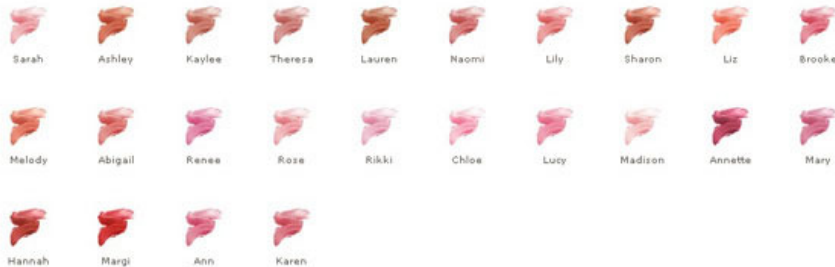 Sarah Ashley Kaylee Theresa Lauren Naomi Lily Sharon Liz Brooke
Melody Abigail Renee Rose Rikki Chloe Lucy Madison Annette Mary
Hannah Margi Ann Karen